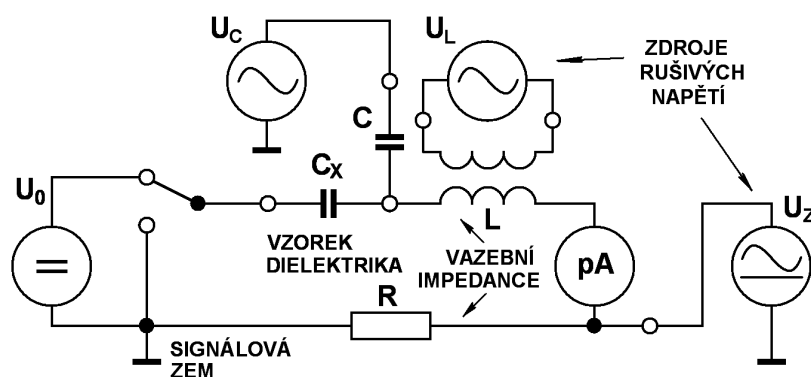 U_C
U_L
ZDROJE
RUŠIVÝCH
NAPĚTÍ
C
C_X
U_0
U_Z
L
VZOREK
DIELEKTRIKA
VAZEBNÍ
IMPEDANCE
pA
R
SIGNÁLOVÁ
ZEM